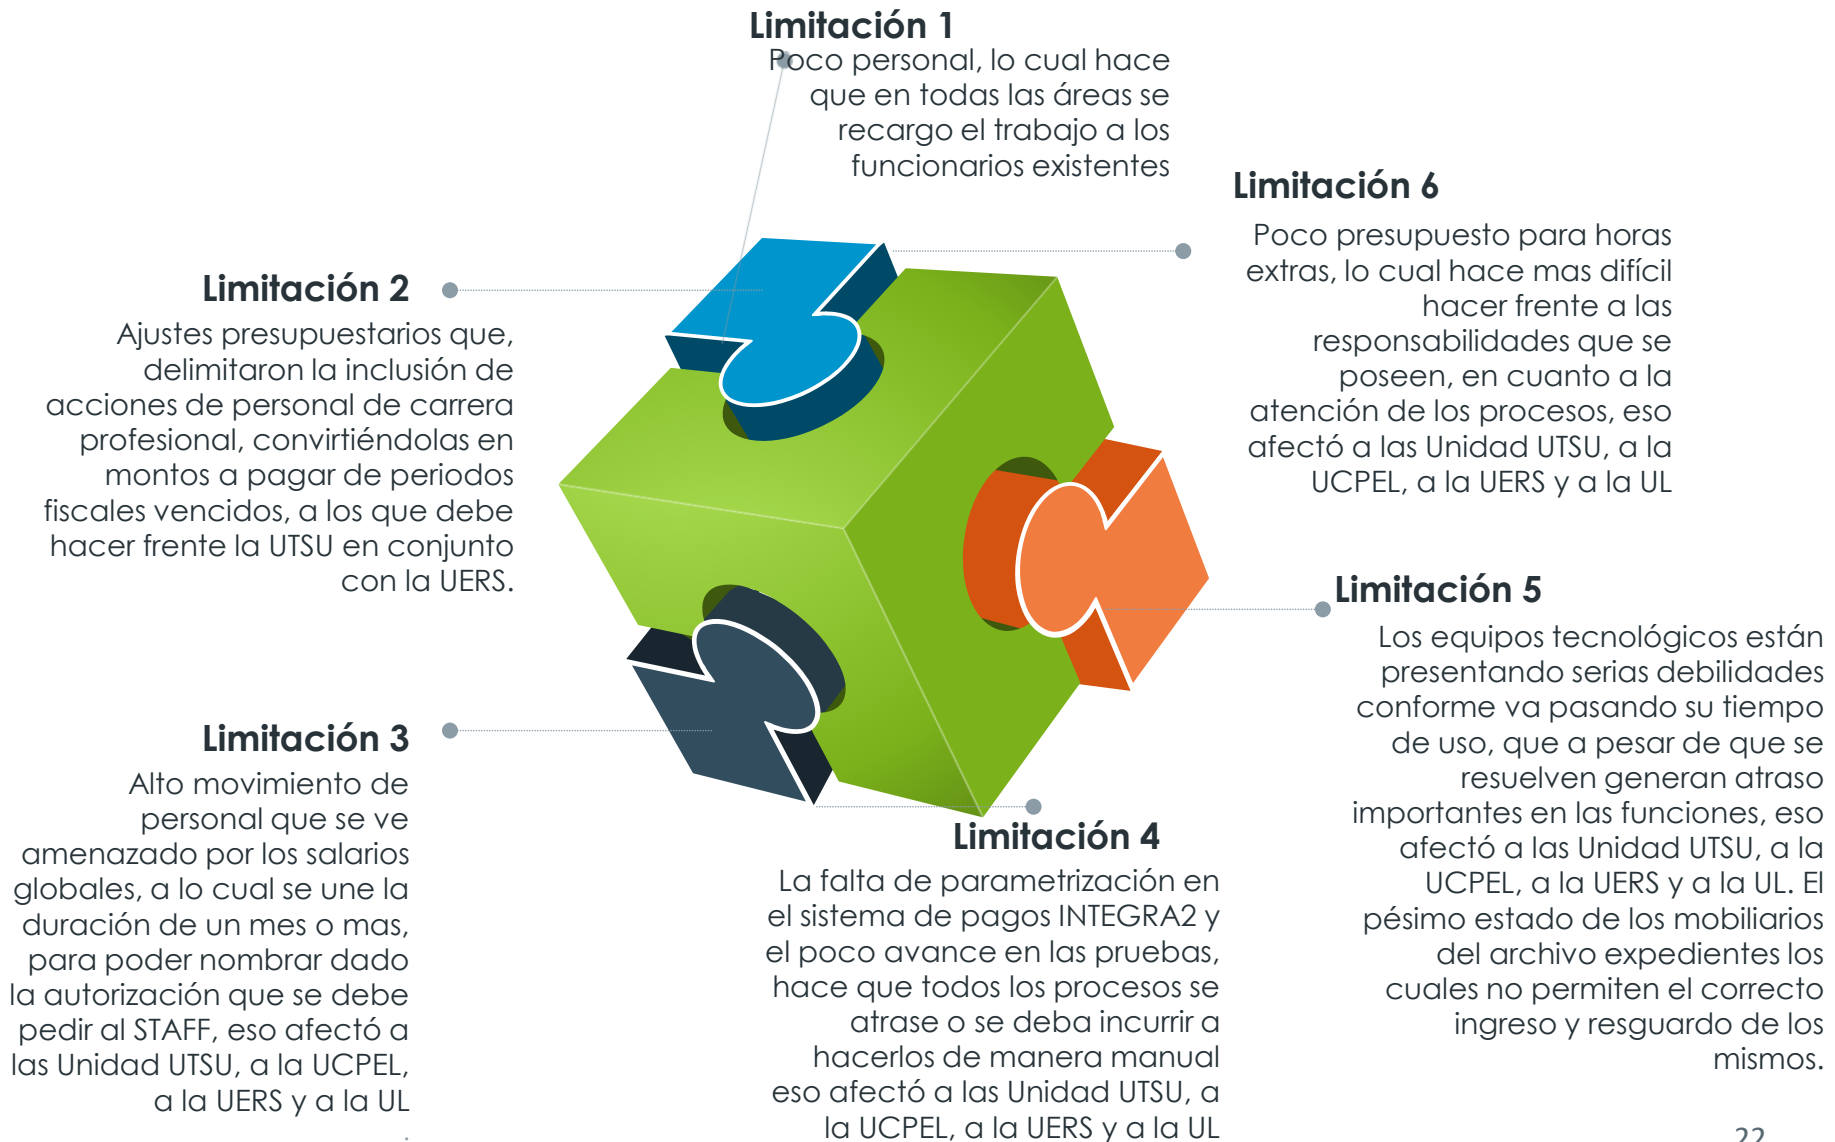 Limitación 1
Poco personal, lo cual hace
que en todas las áreas se
recargo el trabajo a los
funcionarios existentes
Limitación 2
Ajustes presupuestarios que,
delimitaron la inclusión de
acciones de personal de carrera
profesional, convirtiéndolas en
montos a pagar de periodos
fiscales vencidos, a los que debe
hacer frente la UTSU en conjunto
con la UERS.
Limitación 3
Alto movimiento de
personal que se ve
amenazado por los salarios
globales, a lo cual se une la
duración de un mes o mas,
para poder nombrar dado
la autorización que se debe
pedir al STAFF, eso afectó a
las Unidad UTSU, a la UCPEL,
a la UERS y a la UL
.
Limitación 4
La falta de parametrización en
el sistema de pagos INTEGRA2 y
el poco avance en las pruebas,
hace que todos los procesos se
atrase o se deba incurrir a
hacerlos de manera manual
eso afectó a las Unidad UTSU, a
la UCPEL, a la UERS y a la UL
Limitación 5
Los equipos tecnológicos están
presentando serias debilidades
conforme va pasando su tiempo
de uso, que a pesar de que se
resuelven generan atraso
importantes en las funciones, eso
afectó a las Unidad UTSU, a la
UCPEL, a la UERS y a la UL. El
pésimo estado de los mobiliarios
del archivo expedientes los
cuales no permiten el correcto
ingreso y resguardo de los
mismos.
Limitación 6
Poco presupuesto para horas
extras, lo cual hace mas difícil
hacer frente a las
responsabilidades que se
poseen, en cuanto a la
atención de los procesos, eso
afectó a las Unidad UTSU, a la
UCPEL, a la UERS y a la UL
22